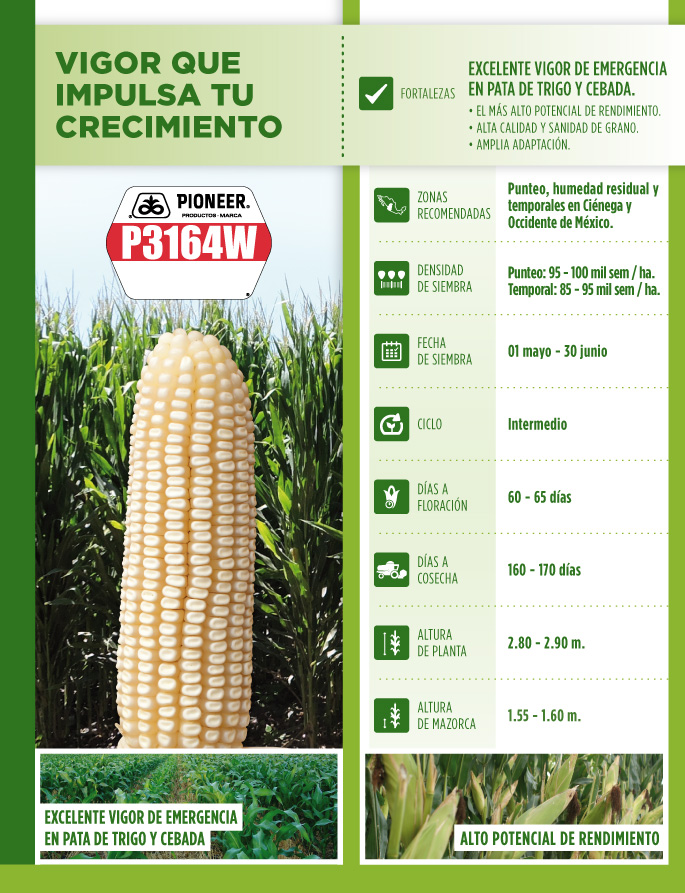 VIGOR QUE
IMPULSA TU
CRECIMIENTO
FORTALEZAS
EXCELENTE VIGOR DE EMERGENCIA
EN PATA DE TRIGO Y CEBADA.
• EL MÁS ALTO POTENCIAL DE RENDIMIENTO.
• ALTA CALIDAD Y SANIDAD DE GRANO.
• AMPLIA ADAPTACIÓN.
PIONEER®
PRODUCTOS - MARCA
P3164W
ZONAS
RECOMENDADAS
Punteo, humedad residual y
temporales en Ciénega y
Occidente de México.
DENSIDAD
DE SIEMBRA
Punteo: 95 - 100 mil sem / ha.
Temporal: 85 - 95 mil sem / ha.
FECHA
DE SIEMBRA
01 mayo - 30 junio
CICLO
Intermedio
DÍAS A
FLORACIÓN
60 - 65 días
DÍAS A
COSECHA
160 - 170 días
ALTURA
DE PLANTA
2.80 - 2.90 m.
ALTURA
DE MAZORCA
1.55 - 1.60 m.
EXCELENTE VIGOR DE EMERGENCIA
EN PATA DE TRIGO Y CEBADA
ALTO POTENCIAL DE RENDIMIENTO